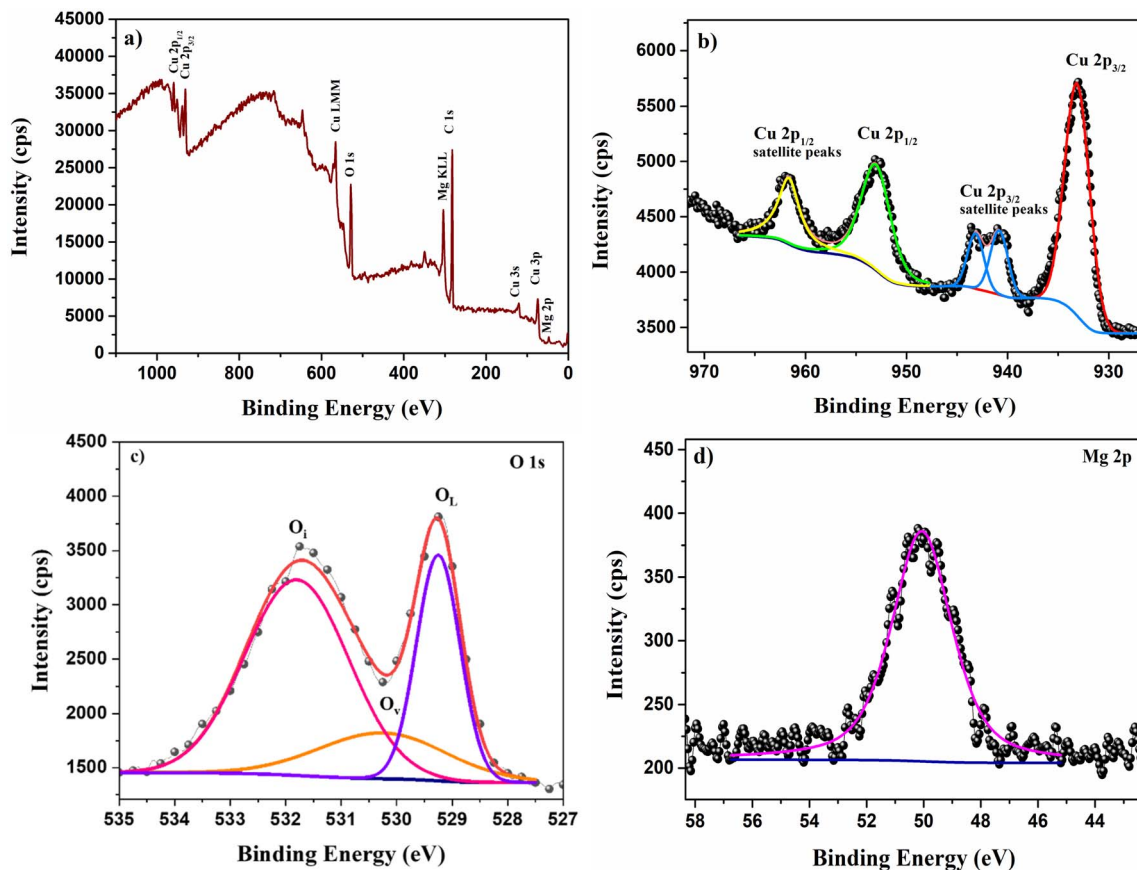 a)
Cu 2p1/2
Cu 2p3/2
Cu LMM
O 1s
Mg KLL
C 1s
Cu 3s
Cu 3p
Mg 2p
45000
40000
35000
30000
25000
20000
15000
10000
5000
0
Intensity (cps)
1000 800 600 400 200 0
Binding Energy (eV)
b)
Cu 2p1/2
satellite peaks
Cu 2p1/2
Cu 2p3/2
satellite peaks
Cu 2p3/2
6000
5500
5000
4500
4000
3500
Intensity (cps)
970 960 950 940 930
Binding Energy (eV)
c)
O 1s
Oi
Ov
OL
4500
4000
3500
3000
2500
2000
1500
Intensity (cps)
535 534 533 532 531 530 529 528 527
Binding Energy (eV)
d)
Mg 2p
450
400
350
300
250
200
Intensity (cps)
58 56 54 52 50 48 46 44
Binding Energy (eV)